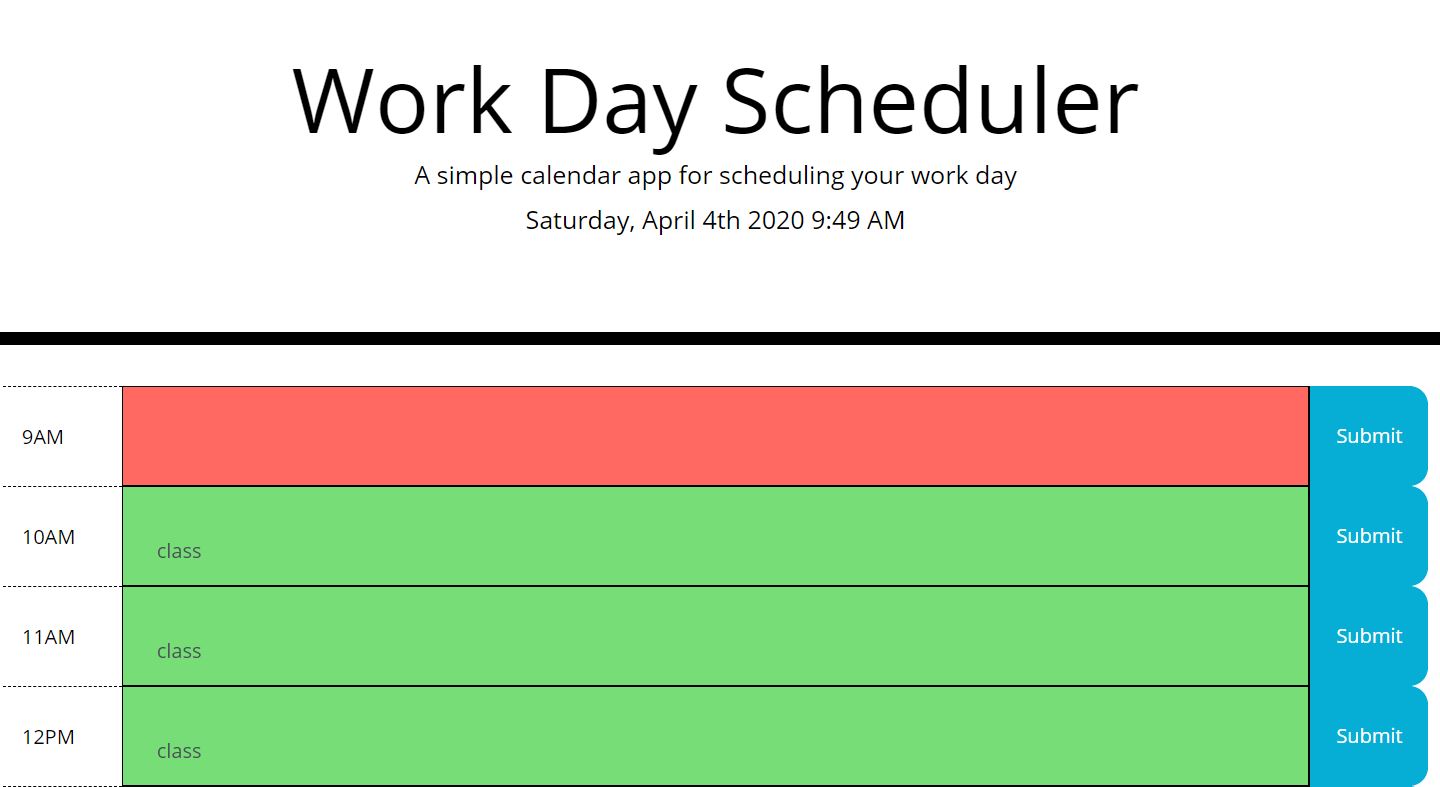 Work Day Scheduler
A simple calendar app for scheduling your work day
Saturday, April 4th 2020 9:49 AM
9AM
Submit
10AM
class
Submit
11AM
class
Submit
12PM
class
Submit